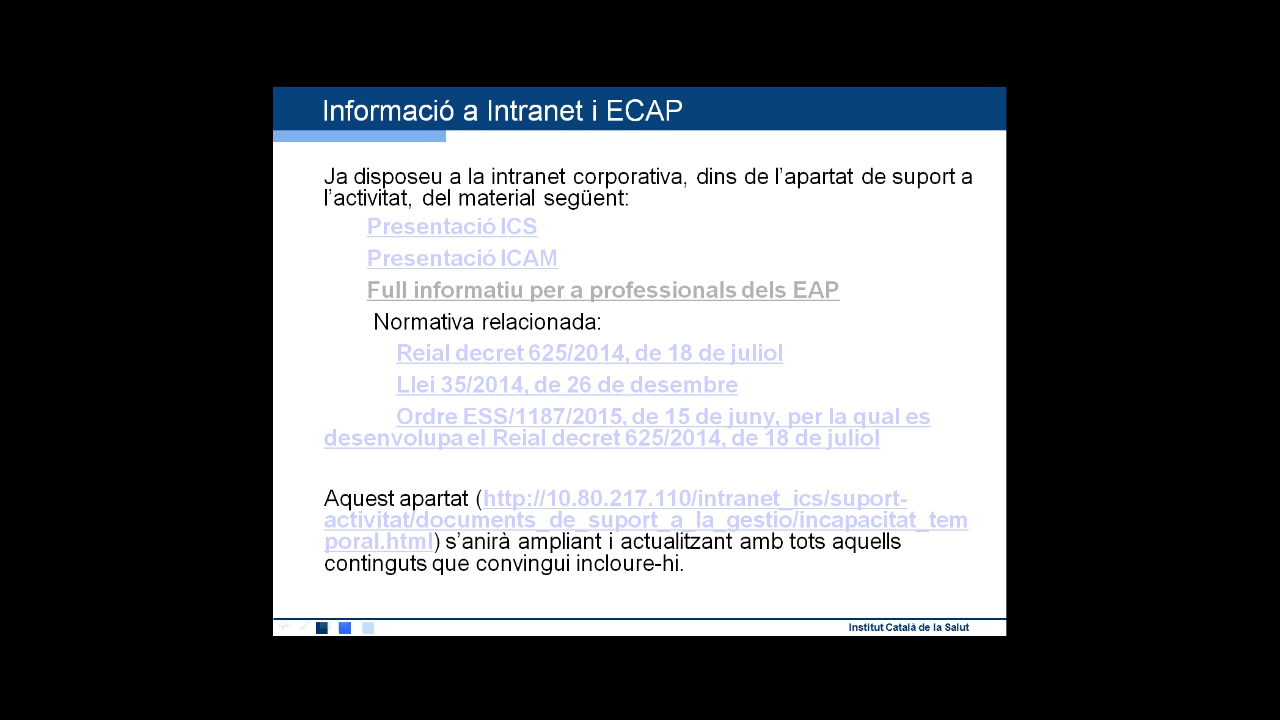 Informació a Intranet i ECAP
Ja disposeu a la intranet corporativa, dins de l’apartat de suport a
l’activitat, del material següent:
Presentació ICS
Presentació ICAM
Full informatiu per a professionals dels EAP
Normativa relacionada:
Reial decret 625/2014, de 18 de juliol
Llei 35/2014, de 26 de desembre
Ordre ESS/1187/2015, de 15 de juny, per la qual es
desenvolupa el Reial decret 625/2014, de 18 de juliol
Aquest apartat (http://10.80.217.110/intranet_ics/suport-
activitat/documents_de_suport_a_la_gestio/incapacitat_tem
poral.html) s’anirà ampliant i actualitzant amb tots aquells
continguts que convingui incloure-hi.
Institut Català de la Salut